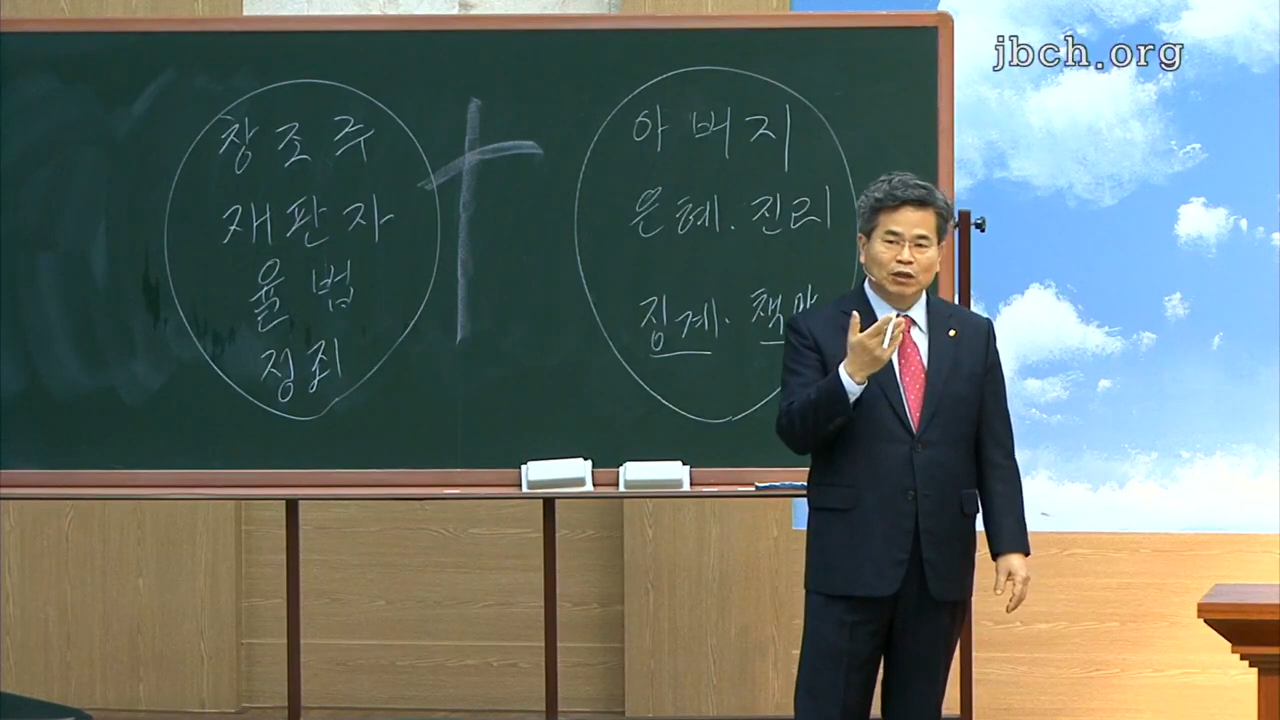 jbch.org
창조주
재판자
율법
정죄
아버지
은혜. 진리
징계. 책망